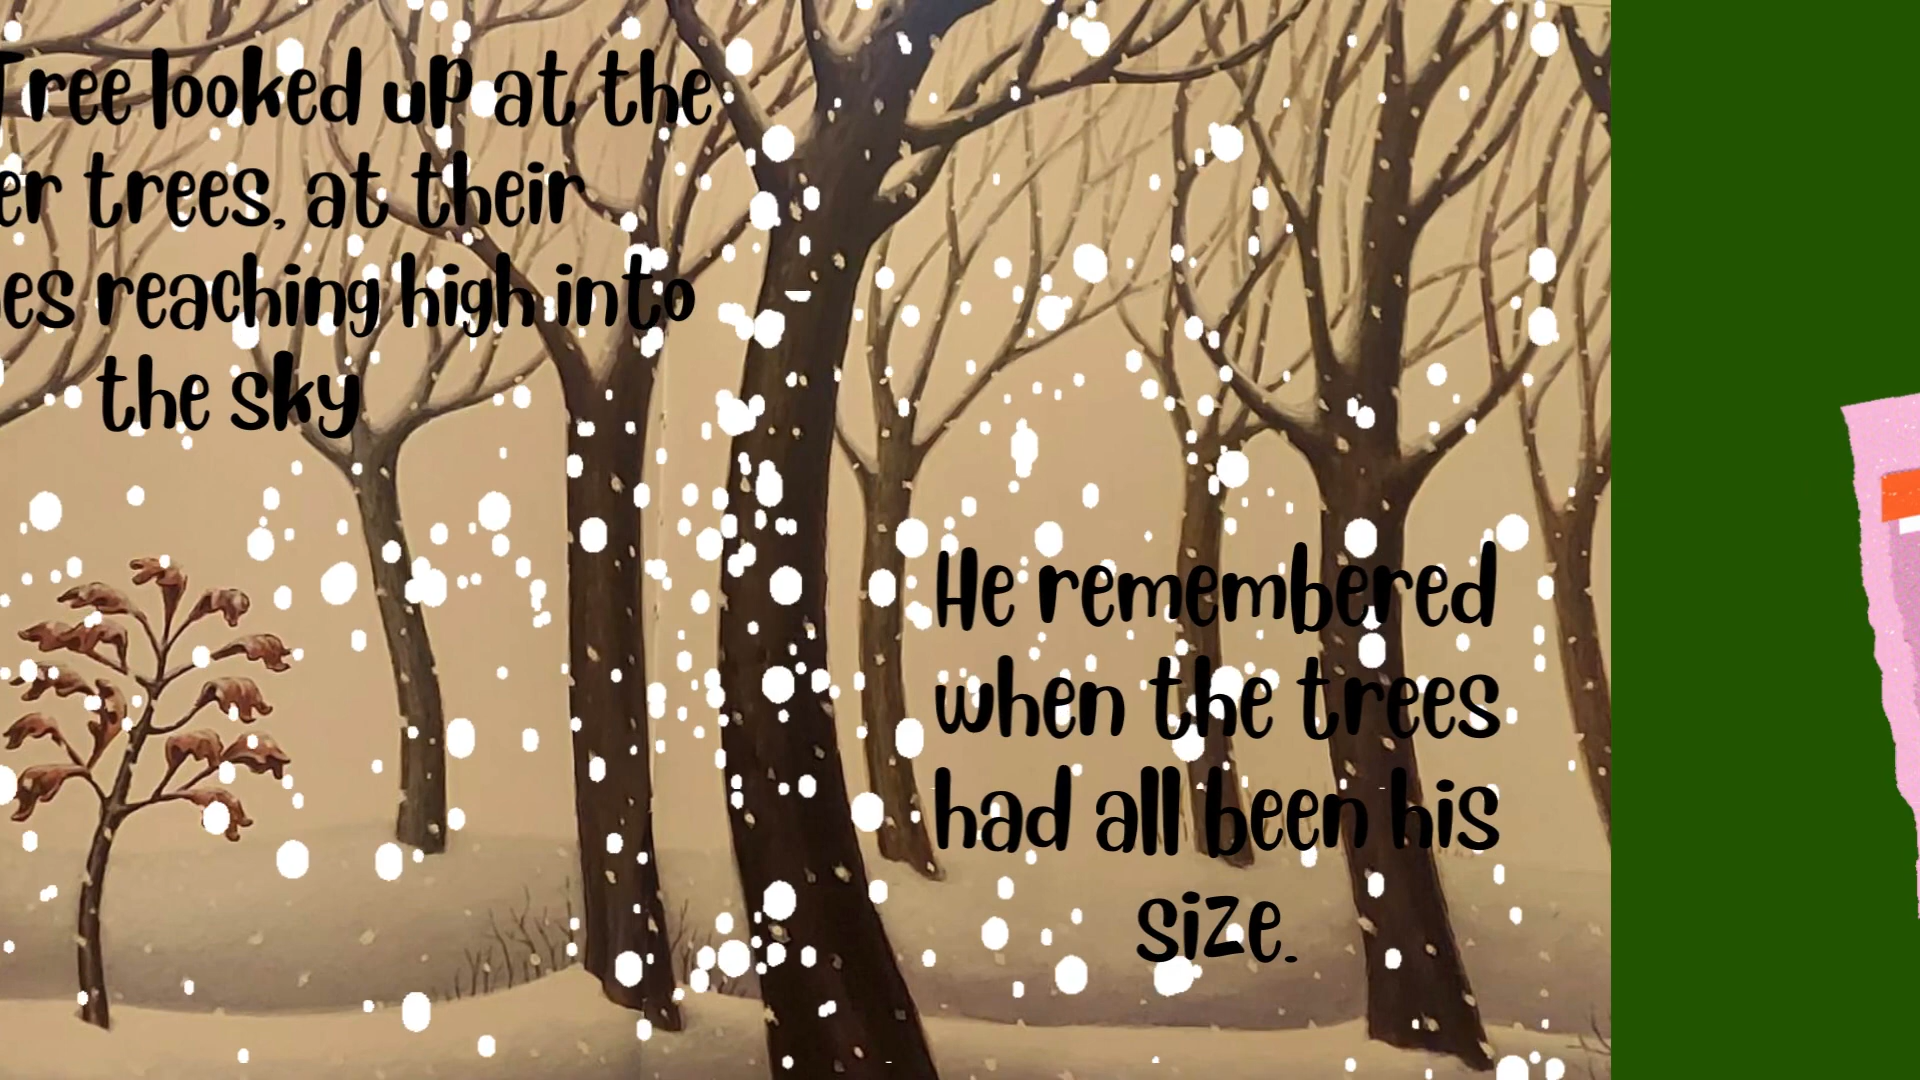 Tree looked up at the
er trees, at their
es reaching high into
the sky
He remembered
when the trees
had all been his
size.